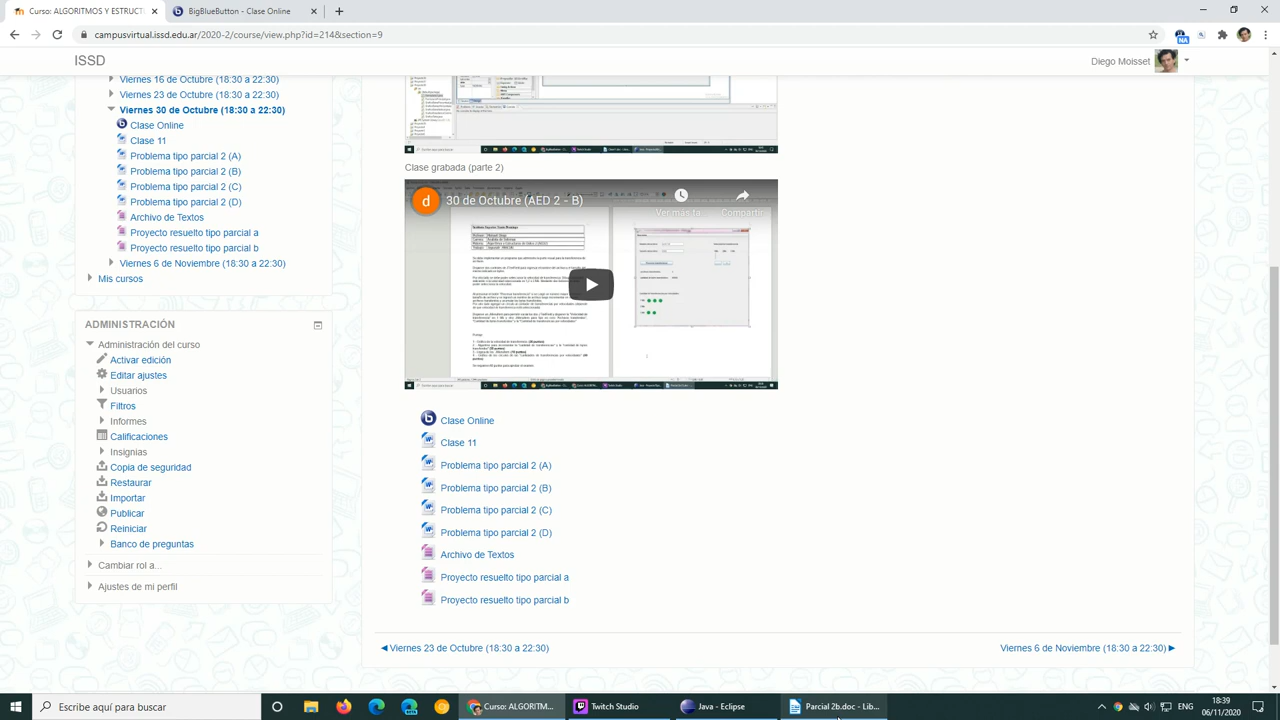 Curso: ALGORITMOS Y ESTRUCT
BigBlueButton - Clase Online
campusvirtual.issd.edu.ar/2020-2/course/view.php?id=214&section=9
NA
ISSD
Diego Moisset
Viernes 16 de Octubre (18:30 a 22:30)
Viernes 23 de Octubre (18:30 a 22:30)
Viernes 30 de Octubre (18:30 a 22:30)
Clase Online
Clase 11
Problema tipo parcial 2 (A)
Problema tipo parcial 2 (B)
Problema tipo parcial 2 (C)
Problema tipo parcial 2 (D)
Archivo de Textos
Proyecto resuelto tipo parcial a
Proyecto resuelto tipo parcial b
Viernes 6 de Noviembre (18:30 a 22:30)
Mis cursos
ADMINISTRACIÓN
Administración del curso
Activar edición
Editar ajustes
Usuarios
Filtros
Informes
Calificaciones
Insignias
Copia de seguridad
Restaurar
Importar
Publicar
Reiniciar
Banco de preguntas
Cambiar rol a...
Ajustes de mi perfil
Clase grabada (parte 2)
d
30 de Octubre (AED 2 - B)
Ver más ta...
Compartir
Clase Online
Clase 11
Problema tipo parcial 2 (A)
Problema tipo parcial 2 (B)
Problema tipo parcial 2 (C)
Problema tipo parcial 2 (D)
Archivo de Textos
Proyecto resuelto tipo parcial a
Proyecto resuelto tipo parcial b
◄Viernes 23 de Octubre (18:30 a 22:30)
Viernes 6 de Noviembre (18:30 a 22:30)►
Escribe aquí para buscar
Curso: ALGORITM...
Twitch Studio
Java - Eclipse
Parcial 2b.doc - Lib...
18:39
06/11/2020